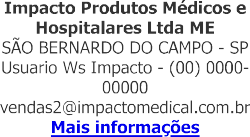 Impacto Produtos Médicos e
Hospitalares Ltda ME
SÃO BERNARDO DO CAMPO - SP
Usuario Ws Impacto - (00) 0000-
00000
vendas2@impactomedical.com.br
Mais informações